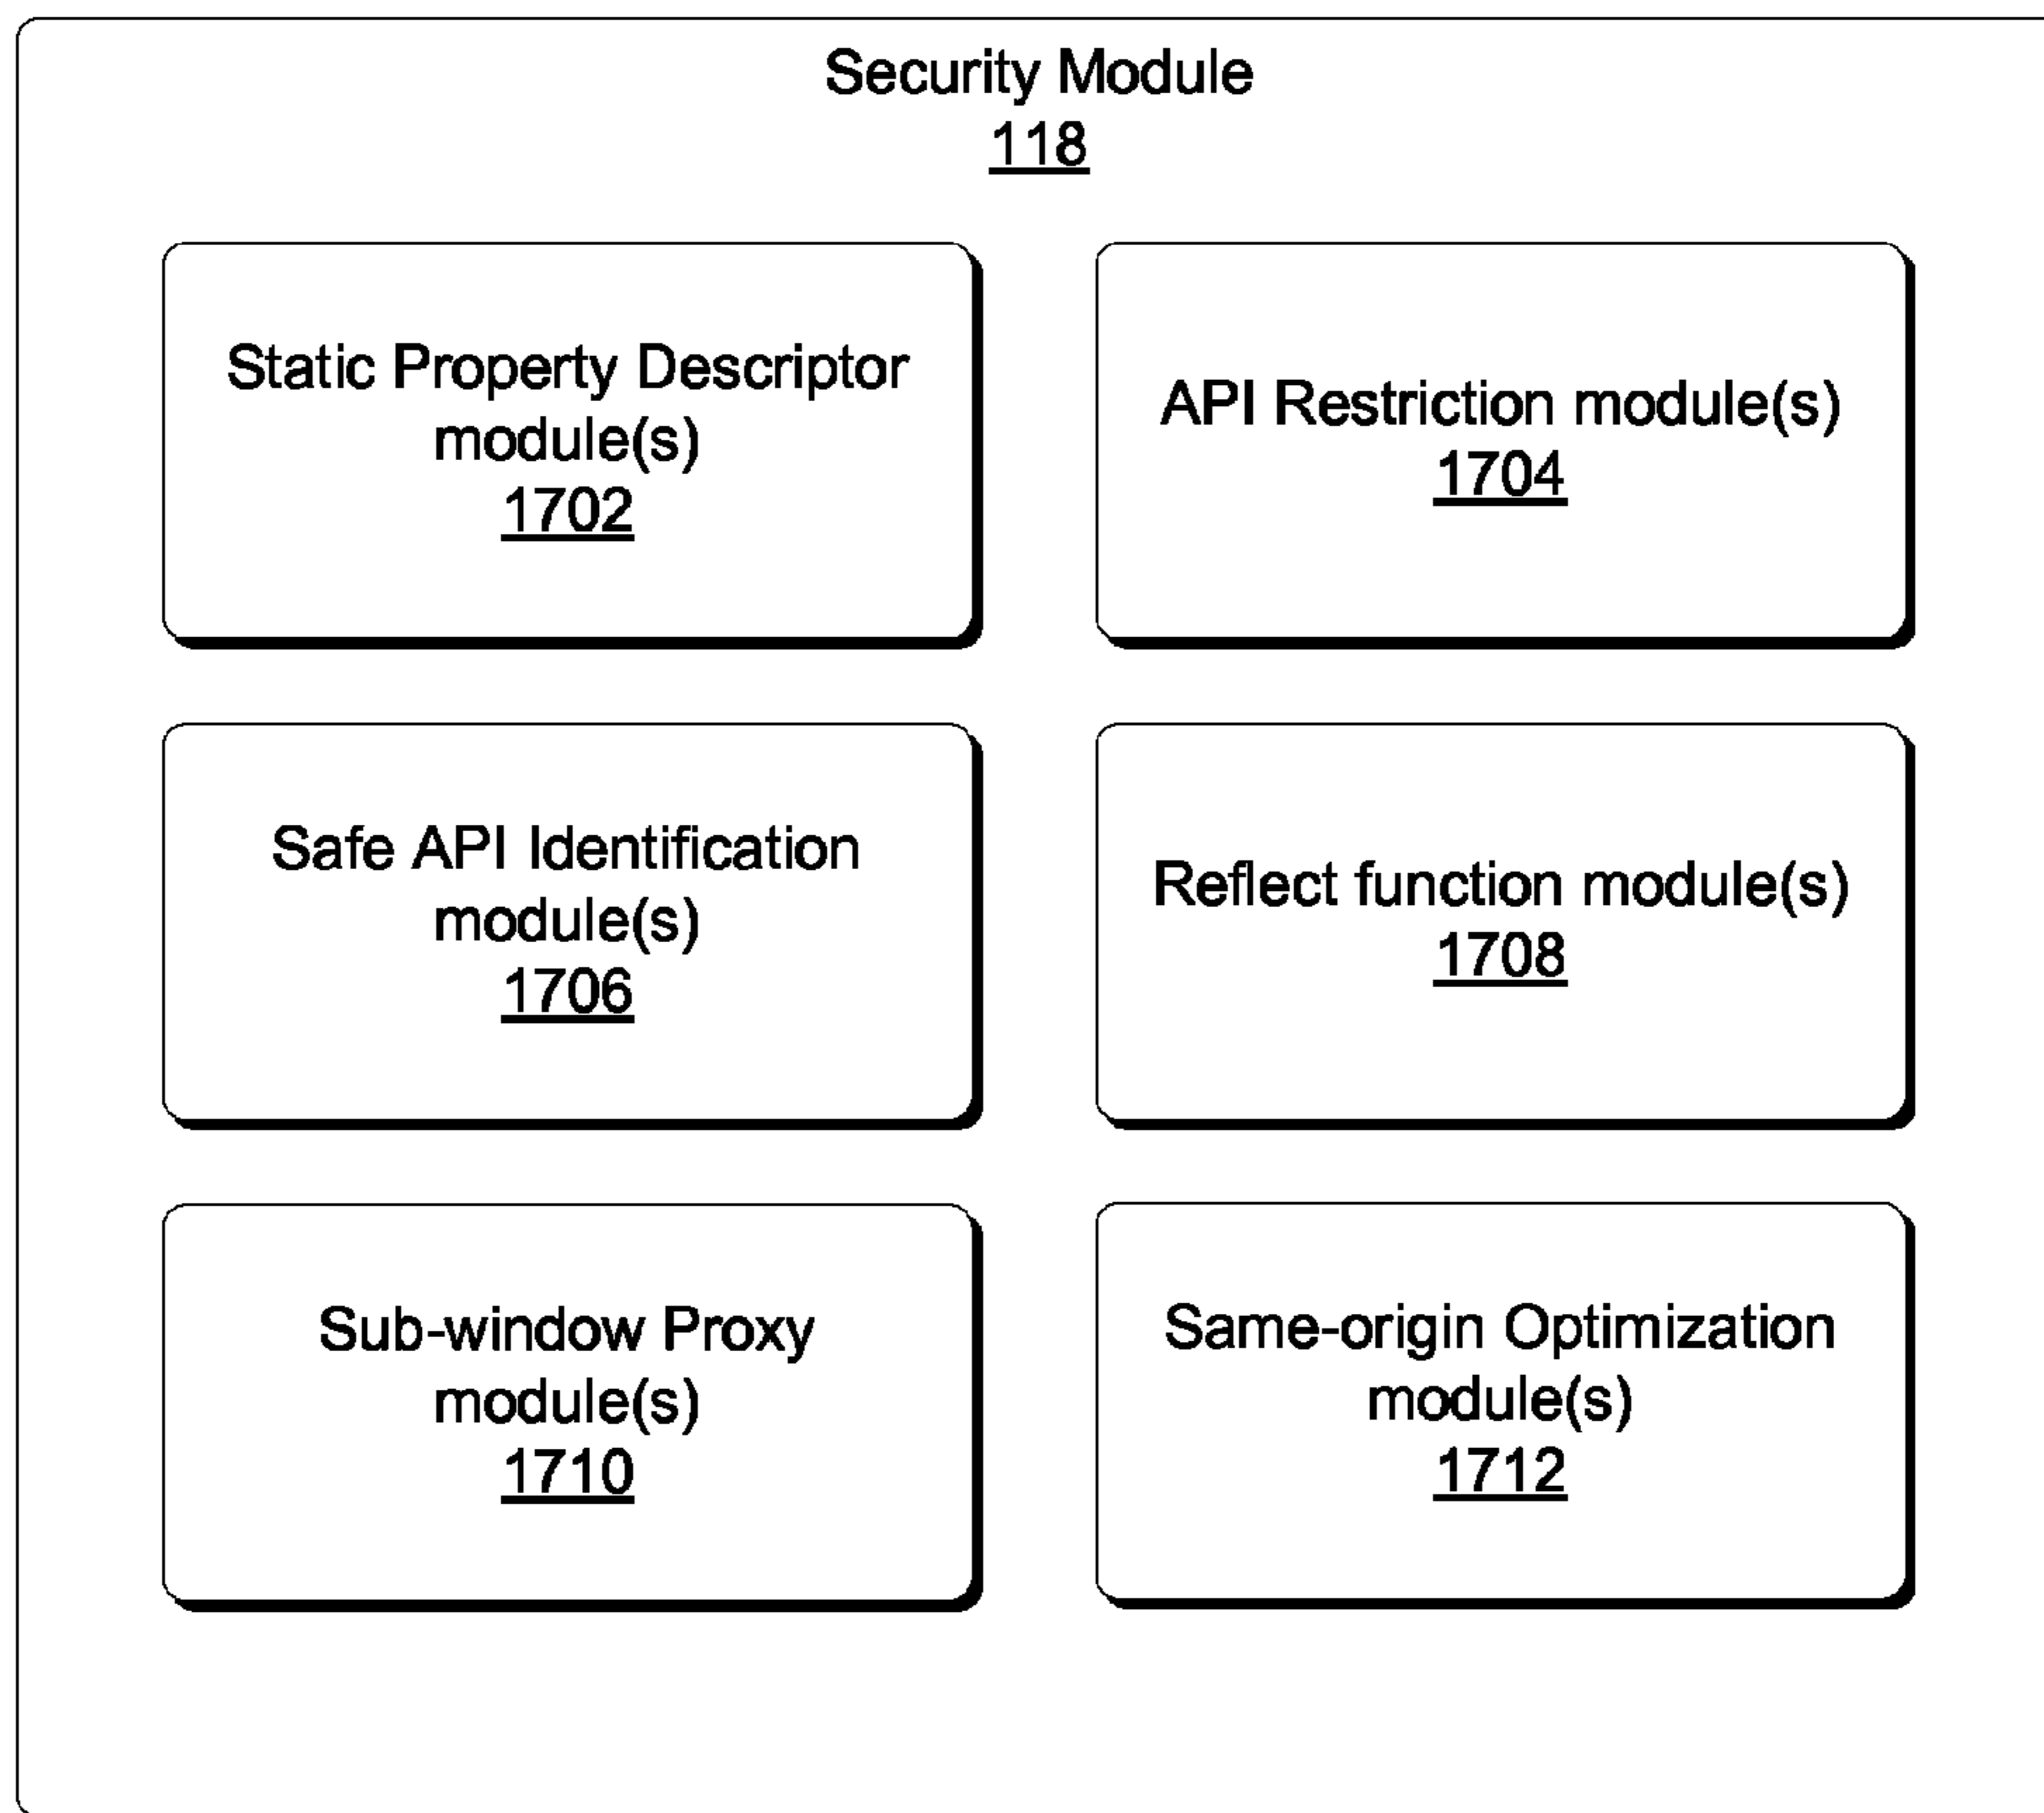 Security Module
118
Static Property Descriptor
module(s)
1702
API Restriction module(s)
1704
Safe API Identification
module(s)
1706
Reflect function module(s)
1708
Sub-window Proxy
module(s)
1710
Same-origin Optimization
module(s)
1712